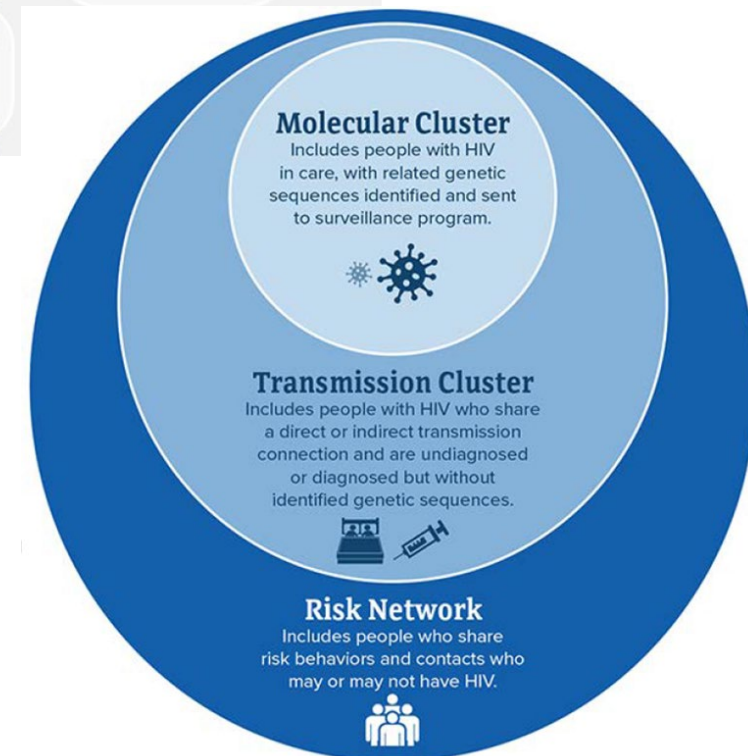 Molecular Cluster
Includes people with HIV
in care, with related genetic
sequences identified and sent
to surveillance program.
Transmission Cluster
Includes people with HIV who share
a direct or indirect transmission
connection and are undiagnosed
or diagnosed but without
identified genetic sequences.
Risk Network
Includes people who share
risk behaviors and contacts who
may or may not have HIV.